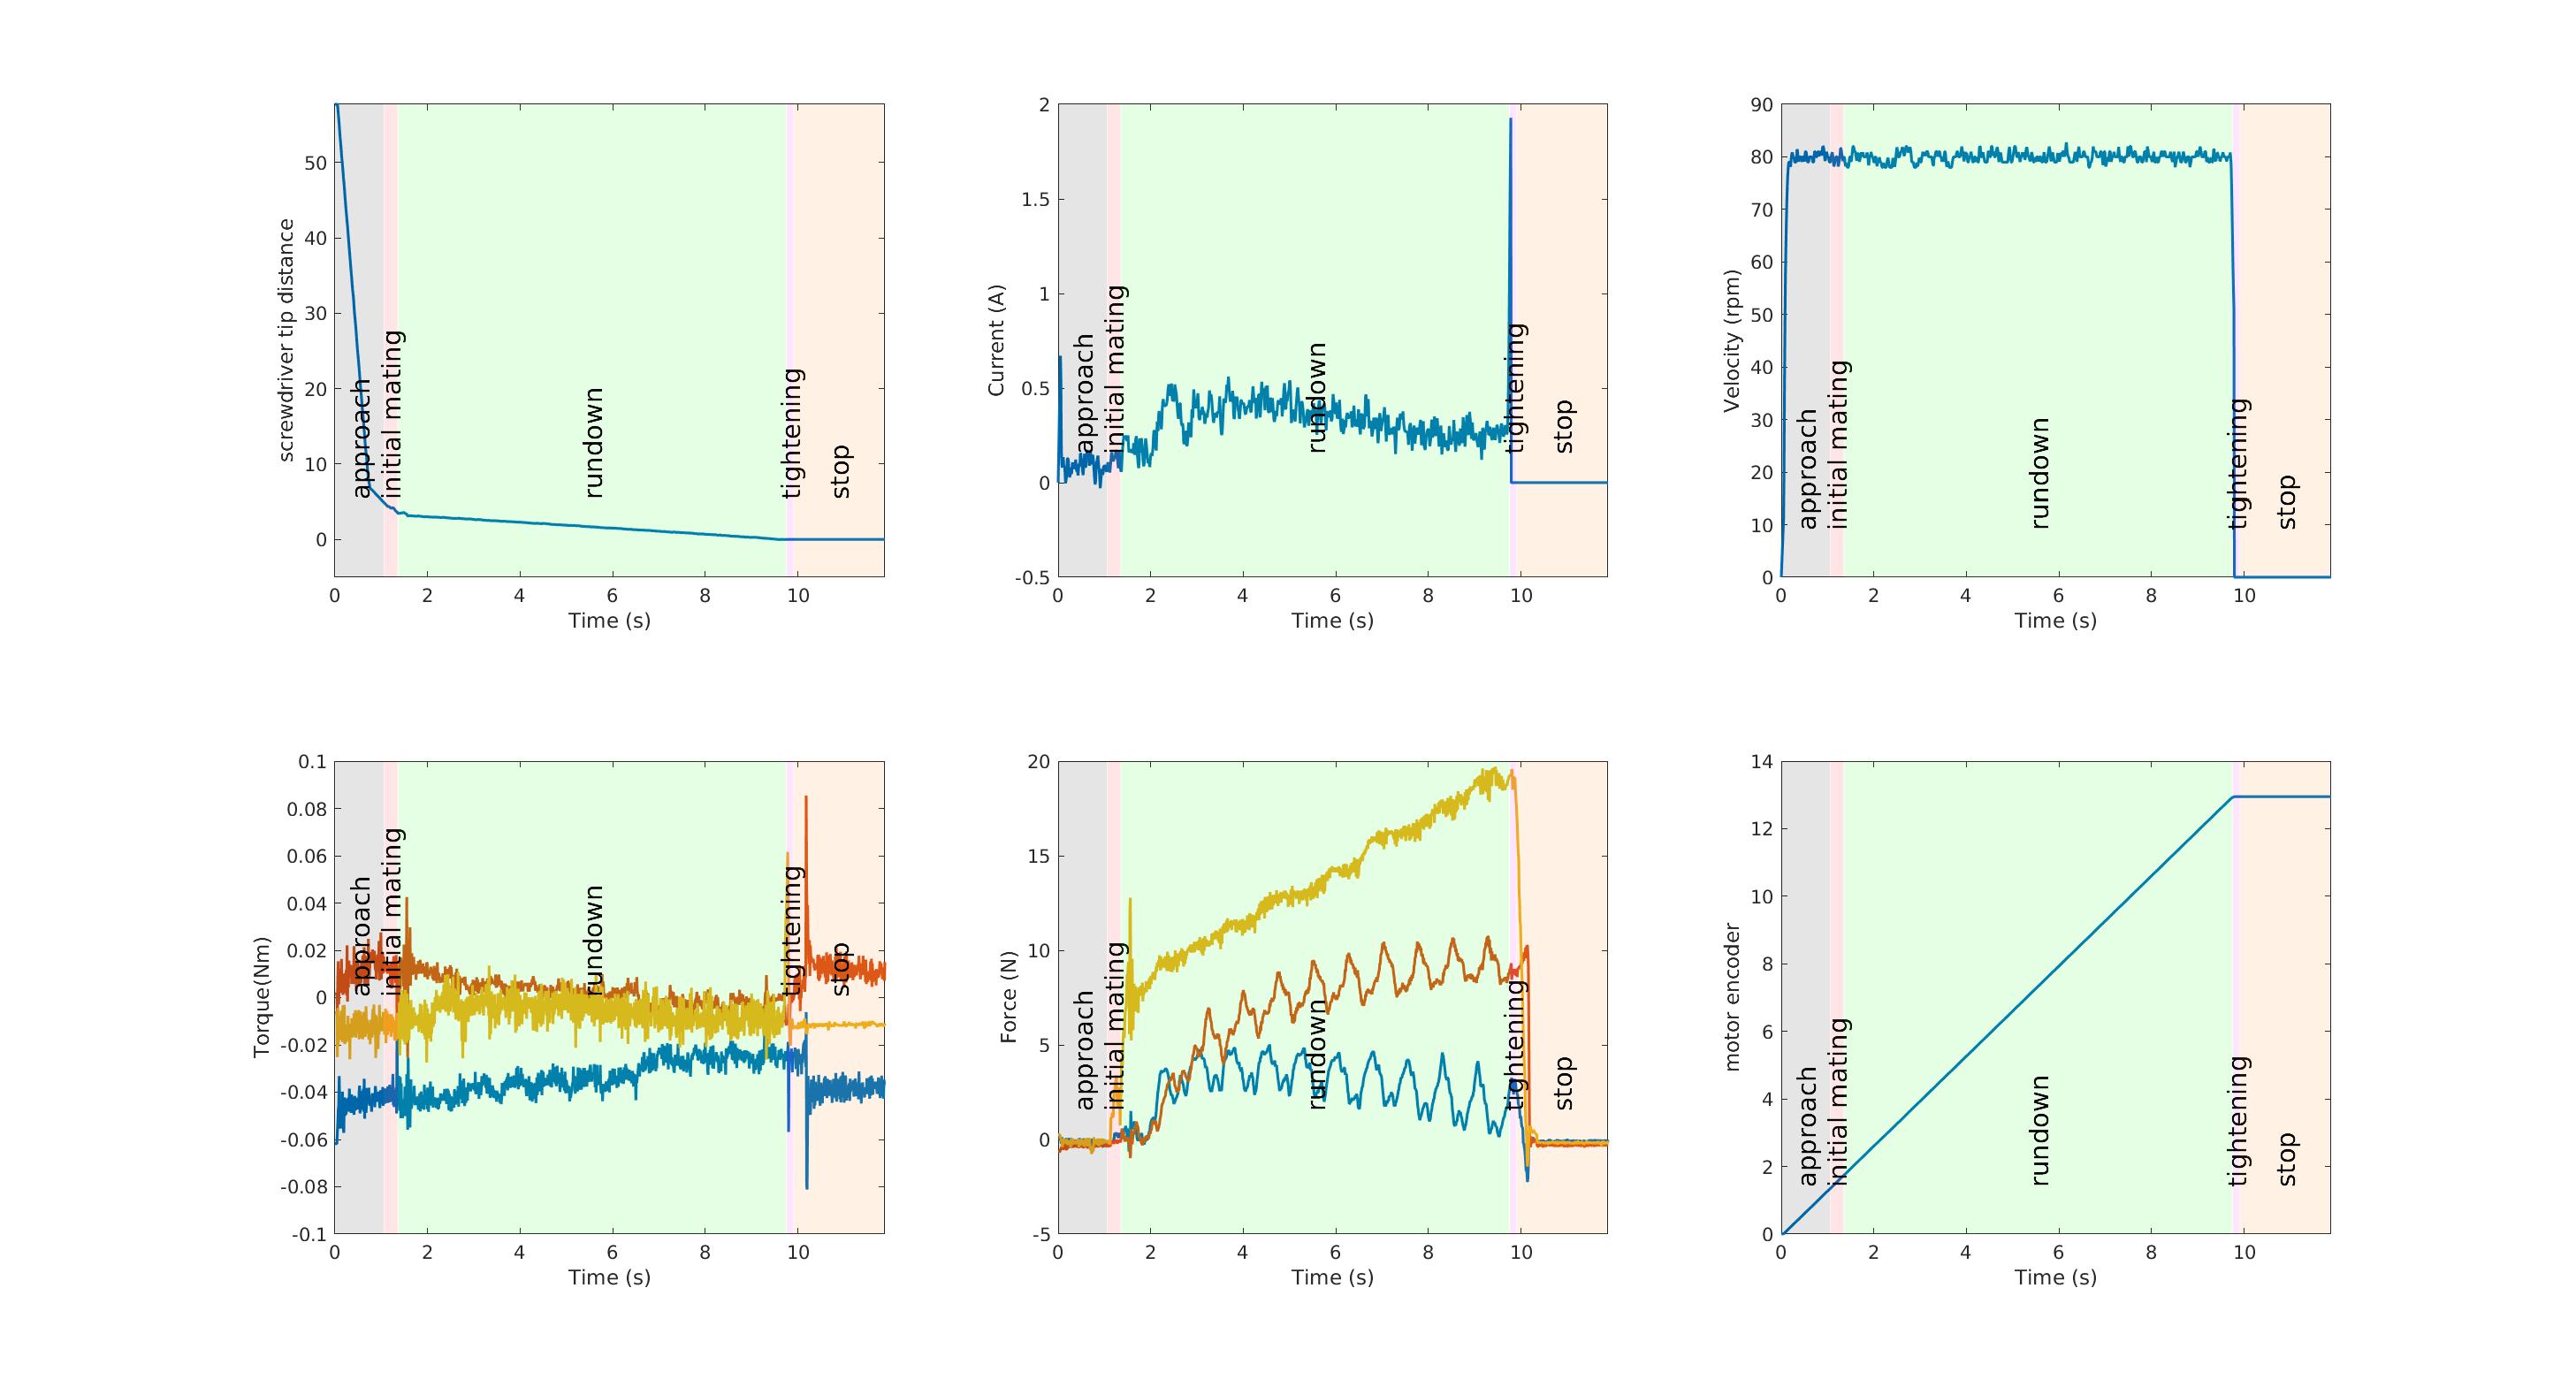 screwdriver tip distance
50
40
30
20
10
0
approach
initial mating
rundown
tightening
stop
0 2 4 6 8 10
Time (s)
Current (A)
2
1.5
1
0.5
0
-0.5
approach
initial mating
rundown
tightening
stop
0 2 4 6 8 10
Time (s)
Velocity (rpm)
90
80
70
60
50
40
30
20
10
0
approach
initial mating
rundown
tightening
stop
0 2 4 6 8 10
Time (s)
Torque(Nm)
0.1
0.08
0.06
0.04
0.02
0
-0.02
-0.04
-0.06
-0.08
-0.1
approach
initial mating
rundown
tightening
stop
0 2 4 6 8 10
Time (s)
Force (N)
20
15
10
5
0
-5
approach
initial mating
rundown
tightening
stop
0 2 4 6 8 10
Time (s)
motor encoder
14
12
10
8
6
4
2
0
approach
initial mating
rundown
tightening
stop
0 2 4 6 8 10
Time (s)